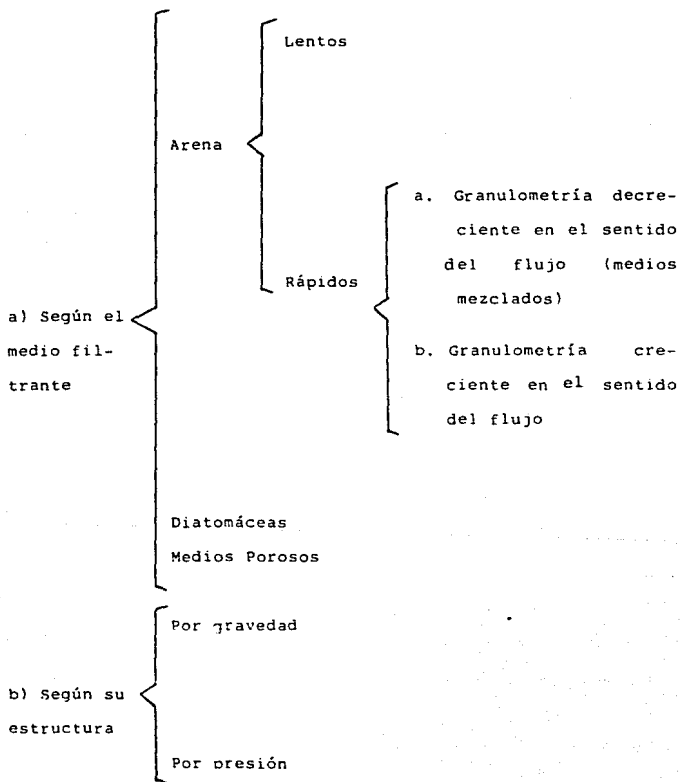 Lentos
Arena
a. Granulometría decre-
ciente en el sentido
del flujo (medios
mezclados)
Rápidos
a) Según el
medio fil-
trante
b. Granulometría cre-
ciente en el sentido
del flujo
Diatomáceas
Medios Porosos
Por gravedad
b) Según su
estructura
Por presión